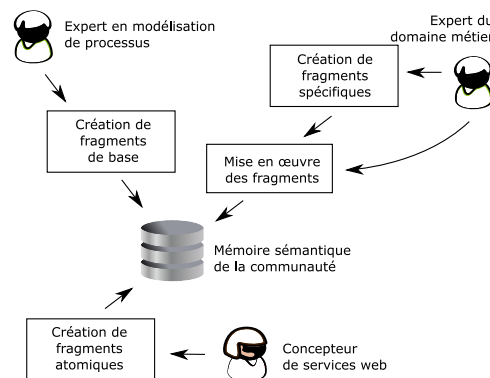 Expert en modélisation
de processus
Expert du
domaine métier
Création de
fragments
spécifiques
Création de
fragments
de base
Mise en œuvre
des fragments
Mémoire sémantique
de la communauté
Création de
fragments
atomiques
Concepteur
de services web